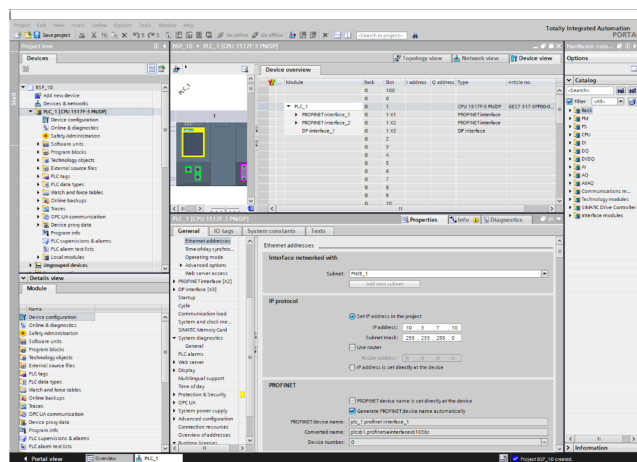 Project Edit View Insert Online Options Tools Window Help
Totally Integrated Automation
PORTAL
Save project
Go online
Go offline
<Search in project>
Project tree
BSP_10 ▸ PLC_1 [CPU 1517F-3 PN/DP]
Hardware cata...
Devices
Topology view
Network view
Device view
Options
Device overview
Module
Rack
Slot
I address
Q address
Type
Article no.
0 100
0 0
PLC_1 0 1 CPU 1517F-3 PN/DP
PROFINET interface_1 0 1 X1 PROFINET interface
PROFINET interface_2 0 1 X2 PROFINET interface
DP interface_1 0 1 X3 DP interface
0 2
0 3
0 4
0 5
0 6
0 7
0 8
0 9
0 10
PLC_1
1
BSP_10
Add new device
Devices & networks
PLC_1 [CPU 1517F-3 PN/DP]
Device configuration
Online & diagnostics
Safety Administration
Software units
Program blocks
Technology objects
External source files
PLC tags
PLC data types
Watch and force tables
Online backups
Traces
OPC UA communication
Device proxy data
Program info
PLC supervisions & alarms
PLC alarm text lists
Local modules
Ungrouped devices
Start
Catalog
<Search>
Filter
<All>
Rack
PM
PS
CPU
DI
DQ
DI/DQ
AI
AQ
AI/AQ
Communications m...
Technology modules
SIMATIC Drive Controller
Interface modules
Information
PLC_1 [CPU 1517F-3 PN/DP]
Properties
Info
Diagnostics
General
IO tags
System constants
Texts
Ethernet addresses
Time-of-day synchro...
Operating mode
Advanced options
Web server access
PROFINET interface [X2]
DP interface [X3]
Startup
Cycle
Communication load
System and clock me...
SIMATIC Memory Card
System diagnostics
General
PLC alarms
Web server
Display
Multilingual support
Time of day
Protection & Security
OPC UA
System power supply
Advanced configuration
Connection resources
Overview of addresses
Runtime licenses
Ethernet addresses
Interface networked with
Subnet: PN/IE_1
Add new subnet
IP protocol
Set IP address in the project
IP address: 10 . 3 . 7 . 10
Subnet mask: 255 . 255 . 255 . 0
Use router
Router address: 0 . 0 . 0 . 0
IP address is set directly at the device
PROFINET
PROFINET device name is set directly at the device
Generate PROFINET device name automatically
PROFINET device name: plc_1.profinet interface_1
Converted name:
Device number: 0
Details view
Module
Name
Device configuration
Online & diagnostics
Safety Administration
Software units
Program blocks
Technology objects
External source files
PLC tags
PLC data types
Watch and force tables
Online backups
Traces
OPC UA communication
Device proxy data
Program info
PLC supervisions & alarms
PLC alarm text lists
Portal view
Overview
PLC_1
Project BSP_10 created.